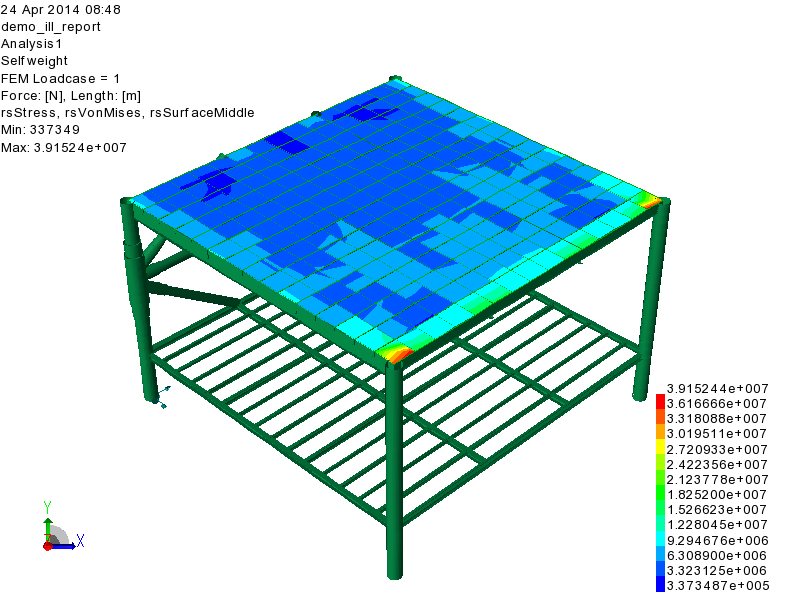 24 Apr 2014 08:48
demo_ill_report
Analysis1
Selfweight
FEM Loadcase = 1
Force: [N], Length: [m]
rsStress, rsVonMises, rsSurfaceMiddle
Min: 337349
Max: 3.91524e+007
3.915244e+007
3.616666e+007
3.318088e+007
3.019511e+007
2.720933e+007
2.422356e+007
2.123778e+007
1.825200e+007
1.526623e+007
1.228045e+007
9.294676e+006
6.308900e+006
3.323125e+006
3.373487e+005
Y
X